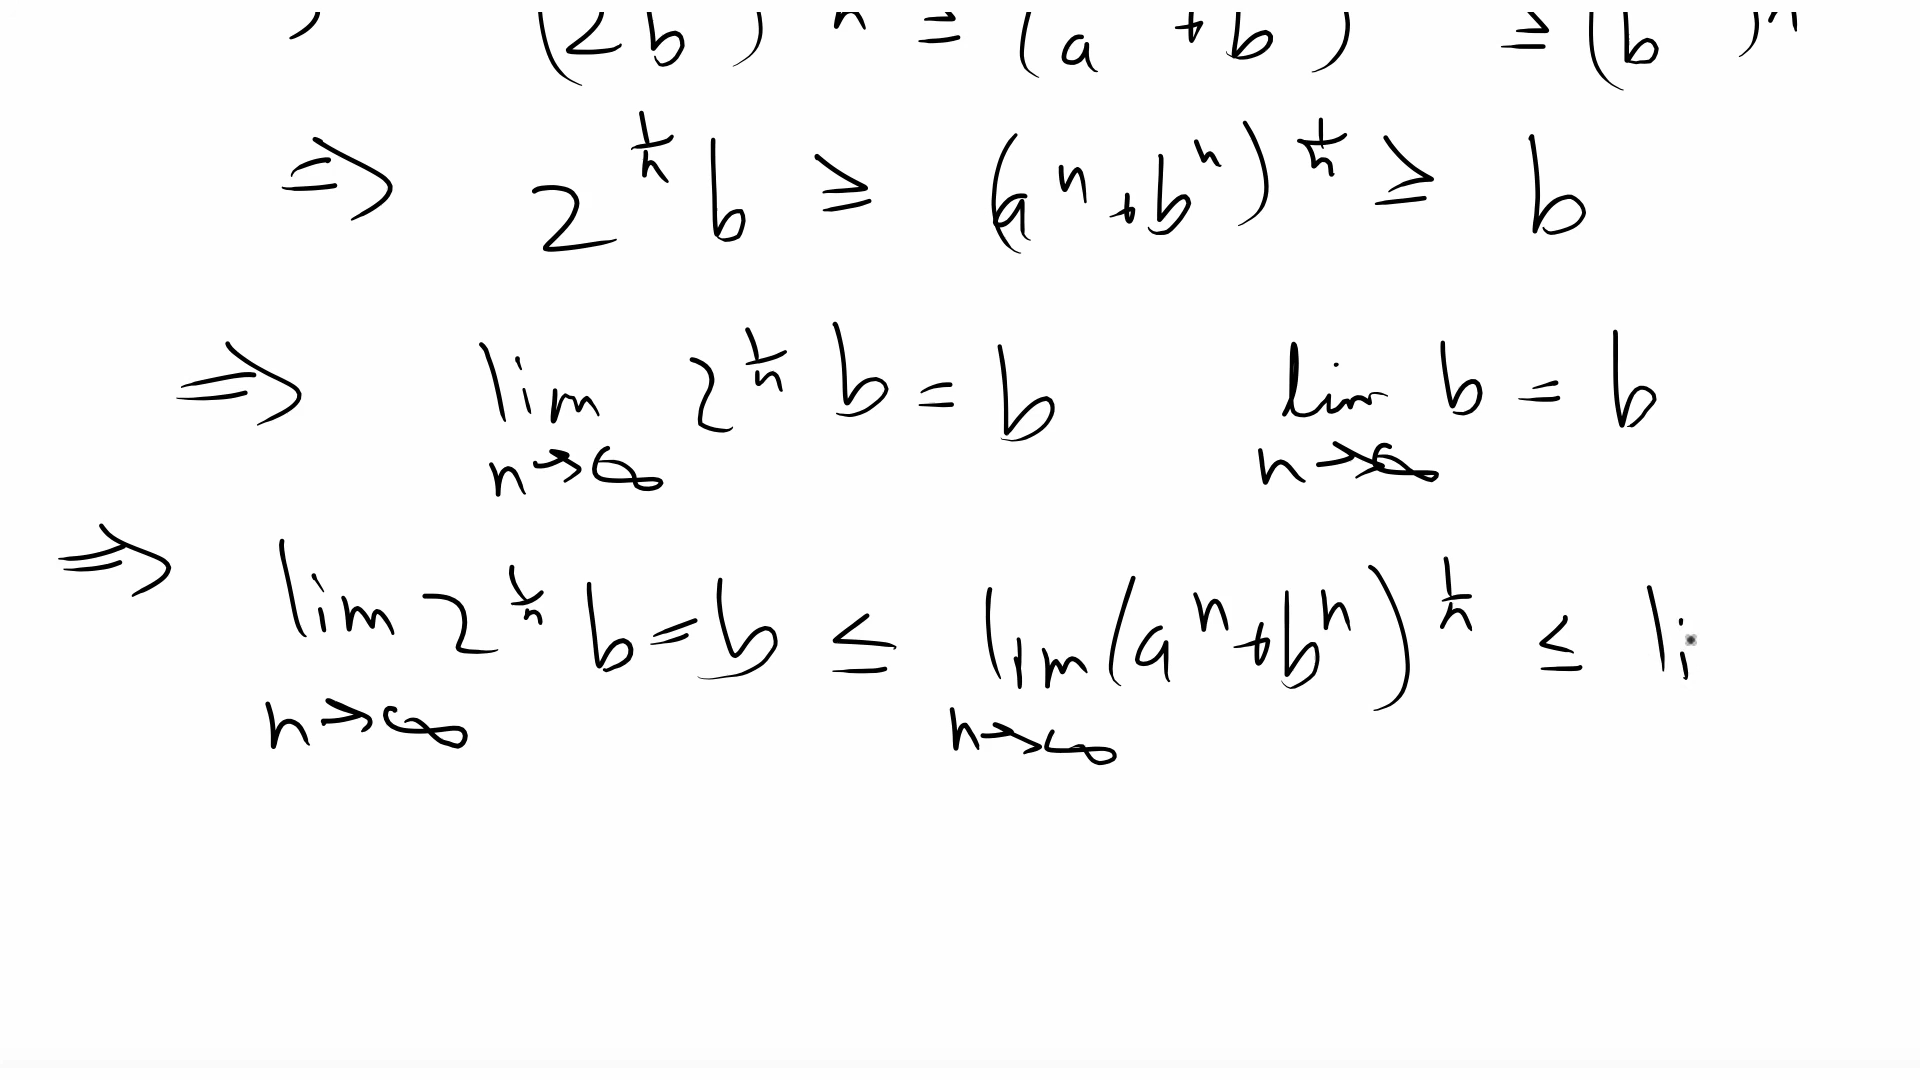 (2b )^n ≥ (a + b ) ≥ (b )^n
⇒ 2^{1/n} b ≥ (a^n + b^n)^{1/n} ≥ b
⇒ lim_{n→∞} 2^{1/n} b = b lim_{n→∞} b = b
⇒ lim_{n→∞} 2^{1/n} b = b ≤ lim_{n→∞} (a^n + b^n)^{1/n} ≤ li